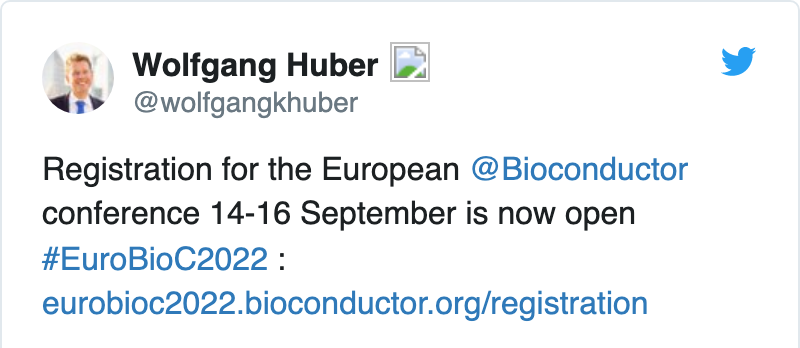 Wolfgang Huber
@wolfgangkhuber
Registration for the European @Bioconductor
conference 14-16 September is now open
#EuroBioC2022 :
eurobioc2022.bioconductor.org/registration